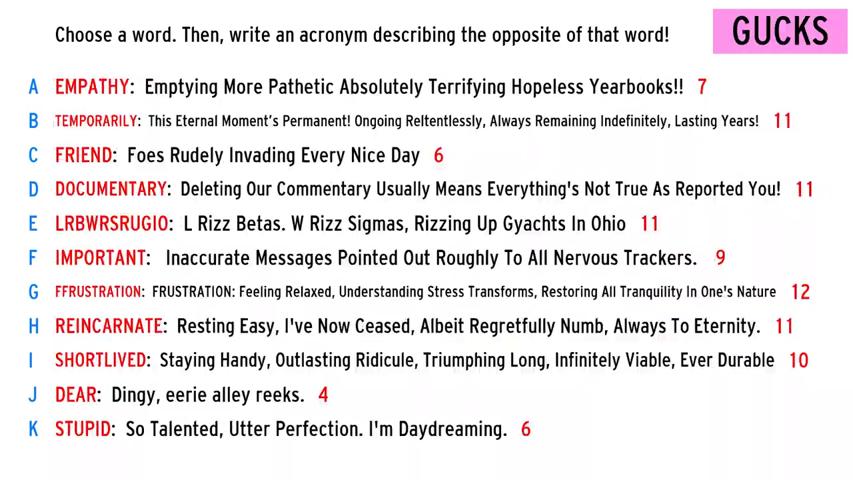 Choose a word. Then, write an acronym describing the opposite of that word!
GUCKS
A EMPATHY: Emptying More Pathetic Absolutely Terrifying Hopeless Yearbooks!! 7
B TEMPORARILY: This Eternal Moment's Permanent! Ongoing Reltentlessly, Always Remaining Indefinitely, Lasting Years! 11
C FRIEND: Foes Rudely Invading Every Nice Day 6
D DOCUMENTARY: Deleting Our Commentary Usually Means Everything's Not True As Reported You! 11
E LRBWRSRUGIO: L Rizz Betas. W Rizz Sigmas, Rizzing Up Gyachts In Ohio 11
F IMPORTANT: Inaccurate Messages Pointed Out Roughly To All Nervous Trackers. 9
G FFRUSTRATION: FRUSTRATION: Feeling Relaxed, Understanding Stress Transforms, Restoring All Tranquility In One's Nature 12
H REINCARNATE: Resting Easy, I've Now Ceased, Albeit Regretfully Numb, Always To Eternity. 11
I SHORTLIVED: Staying Handy, Outlasting Ridicule, Triumphing Long, Infinitely Viable, Ever Durable 10
J DEAR: Dingy, eerie alley reeks. 4
K STUPID: So Talented, Utter Perfection. I'm Daydreaming. 6